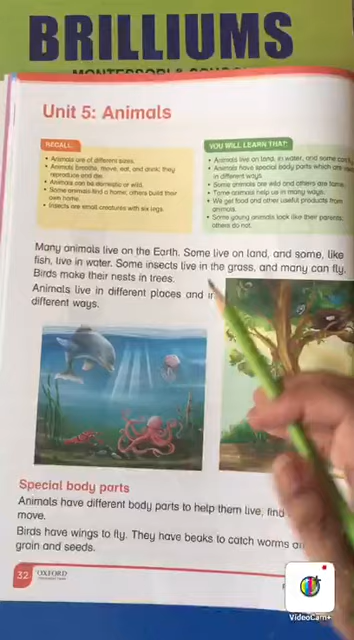 BRILLIUMS
MONTESSORI & SCHOOL
Unit 5: Animals
RECALL:
• Animals are of different sizes.
• Animals breathe, move, eat, and drink; they
reproduce and die.
• Animals can be domestic or wild.
• Some animals find a home; others build their
own home.
• Insects are small creatures with six legs.
YOU WILL LEARN THAT:
• Animals live on land, in water, and some can
• Animals have special body parts which are
in different ways.
• Some animals are wild and others are tame.
• Tame animals help us in many ways.
• We get food and other useful products from
animals.
• Some young animals look like their parents;
others do not.
Many animals live on the Earth. Some live on land, and some, like
fish, live in water. Some insects live in the grass, and many can fly.
Birds make their nests in trees.
Animals live in different places and
different ways.
Special body parts
Animals have different body parts to help them live, find
move.
Birds have wings to fly. They have beaks to catch worms
grain and seeds.
32
OXFORD
VideoCam+